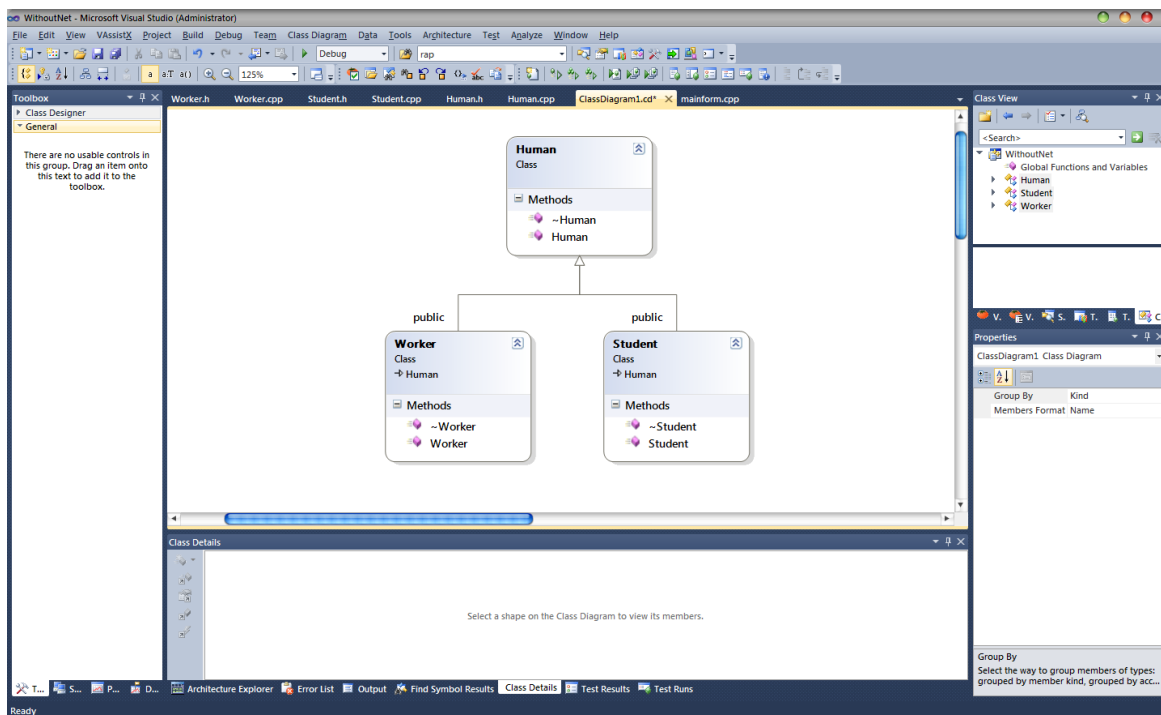 WithoutNet - Microsoft Visual Studio (Administrator)
File Edit View VAssistX Project Build Debug Team Class Diagram Data Tools Architecture Test Analyze Window Help
Debug rap
a a.T a() 125%
Toolbox
Class Designer
General
There are no usable controls in
this group. Drag an item onto
this text to add it to the
toolbox.
Worker.h Worker.cpp Student.h Student.cpp Human.h Human.cpp ClassDiagram1.cd* mainform.cpp
Human
Class
Methods
~Human
Human
public
public
Worker
Class
Human
Methods
~Worker
Worker
Student
Class
Human
Methods
~Student
Student
Class View
<Search>
WithoutNet
Global Functions and Variables
Human
Student
Worker
V. V. S. T. T. C
Properties
ClassDiagram1 Class Diagram
Group By Kind
Members Format Name
Group By
Select the way to group members of types:
grouped by member kind, grouped by acc...
Class Details
Select a shape on the Class Diagram to view its members.
T... S... P... D... Architecture Explorer Error List Output Find Symbol Results Class Details Test Results Test Runs
Ready